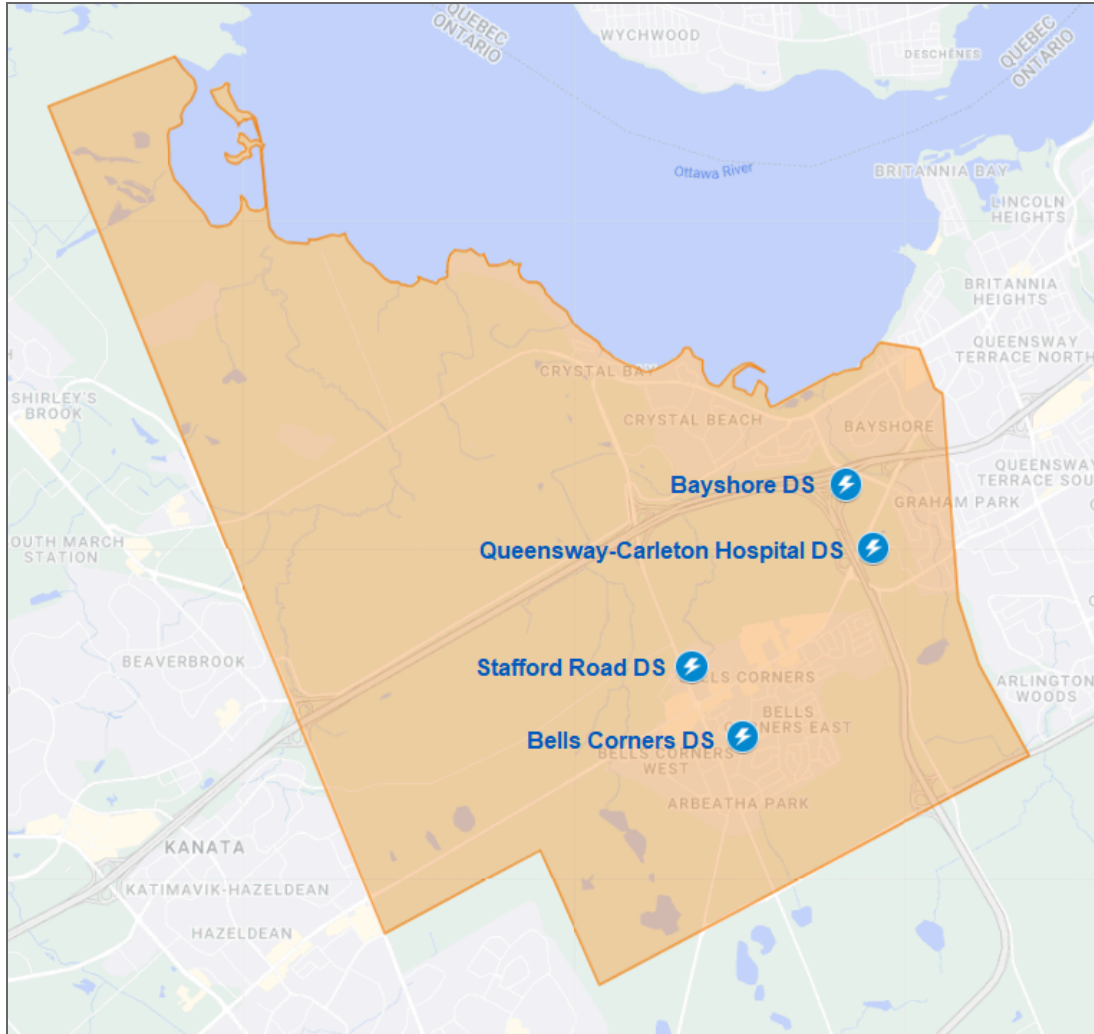 QUEBEC
ONTARIO
WYCHWOOD
DESCHÊNES
QUEBEC
ONTARIO
Ottawa River
BRITANNIA BAY
LINCOLN
HEIGHTS
BRITANNIA
HEIGHTS
QUEENSWAY
TERRACE NORTH
CRYSTAL BAY
SHIRLEY'S
BROOK
CRYSTAL BEACH
BAYSHORE
QUEENSWAY
TERRACE SOU
Bayshore DS
GRAHAM PARK
OUTH MARCH
STATION
Queensway-Carleton Hospital DS
BEAVERBROOK
Stafford Road DS
BELLS CORNERS
ARLINGTON
WOODS
BELLS
CORNERS EAST
Bells Corners DS
BELLS CORNERS
WEST
ARBEATHA PARK
KANATA
KATIMAVIK-HAZELDEAN
HAZELDEAN